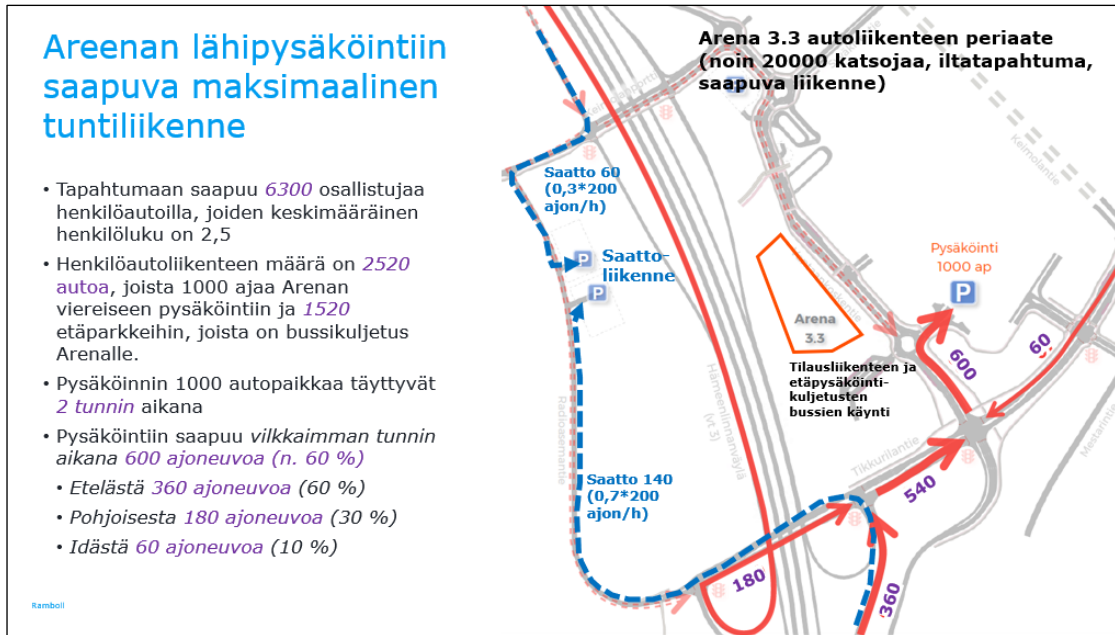 Areenan lähipysäköintiin
saapuva maksimaalinen
tuntiliikenne
• Tapahtumaan saapuu 6300 osallistujaa
henkilöautoilla, joiden keskimääräinen
henkilöluku on 2,5
• Henkilöautoliikenteen määrä on 2520
autoa, joista 1000 ajaa Arenan
viereiseen pysäköintiin ja 1520
etäparkkeihin, joista on bussikuljetus
Arenalle.
• Pysäköinnin 1000 autopaikkaa täyttyvät
2 tunnin aikana
• Pysäköintiin saapuu vilkkaimman tunnin
aikana 600 ajoneuvoa (n. 60 %)
• Etelästä 360 ajoneuvoa (60 %)
• Pohjoisesta 180 ajoneuvoa (30 %)
• Idästä 60 ajoneuvoa (10 %)
Ramboll
Arena 3.3 autoliikenteen periaate
(noin 20000 katsojaa, iltatapahtuma,
saapuva liikenne)
Keimolantie
Saatto 60
(0,3*200
ajon/h)
P
Saatto-
liikenne
P
Pysäköinti
1000 ap
P
Arena
3.3
60
600
Tilausliikenteen ja
etäpysäköinti-
kuljetusten
bussien käynti
Hämeenlinnanväylä
(vt 3)
Radioasemantie
Mestarintie
Tikkurilantie
Saatto 140
(0,7*200
ajon/h)
540
180
360